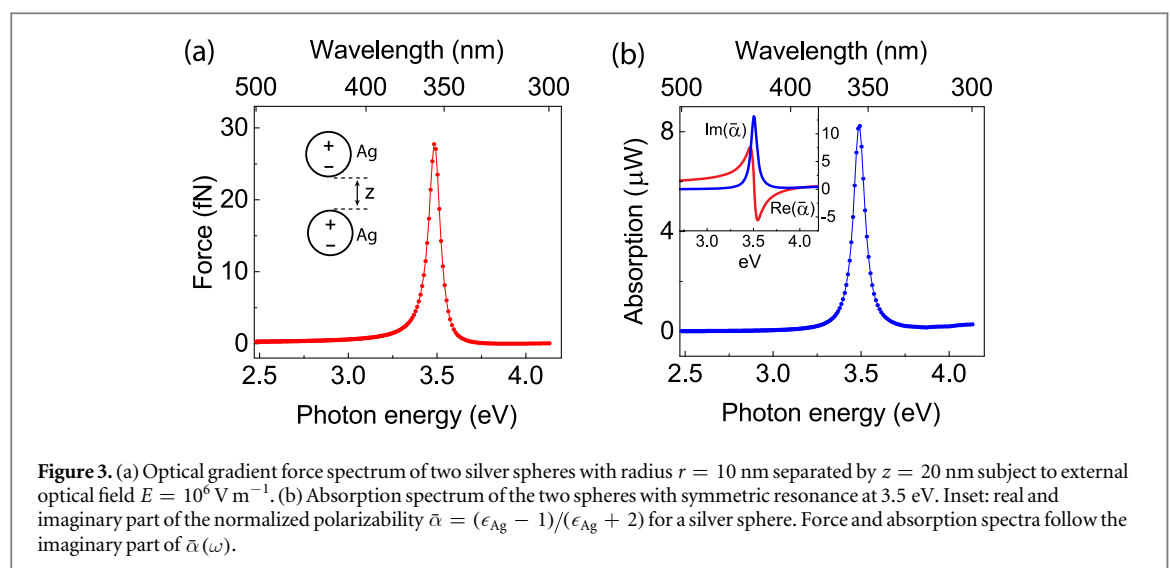 (a)
Wavelength (nm)
500 400 350 300
Force (fN)
30
20
10
0
+
−
Ag
z
+
−
Ag
2.5 3.0 3.5 4.0
Photon energy (eV)
(b)
Wavelength (nm)
500 400 350 300
Absorption (μW)
8
6
4
2
0
Im(ᾱ)
Re(ᾱ)
10
5
0
-5
3.0 3.5 4.0
eV
2.5 3.0 3.5 4.0
Photon energy (eV)
Figure 3. (a) Optical gradient force spectrum of two silver spheres with radius r = 10 nm separated by z = 20 nm subject to external
optical field E = 10⁶ V m⁻¹. (b) Absorption spectrum of the two spheres with symmetric resonance at 3.5 eV. Inset: real and
imaginary part of the normalized polarizability ᾱ = (ϵ_Ag − 1)/(ϵ_Ag + 2) for a silver sphere. Force and absorption spectra follow the
imaginary part of ᾱ(ω).